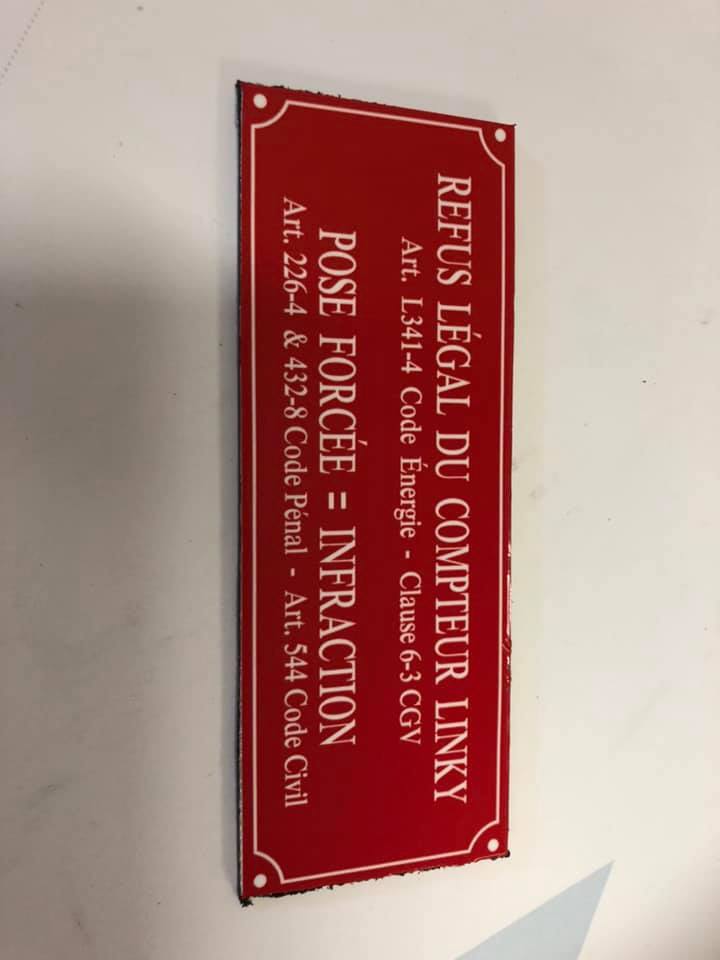 REFUS LÉGAL DU COMPTEUR LINKY
Art. L341-4 Code Énergie - Clause 6-3 CGV
POSE FORCÉE = INFRACTION
Art. 226-4 & 432-8 Code Pénal - Art. 544 Code Civil